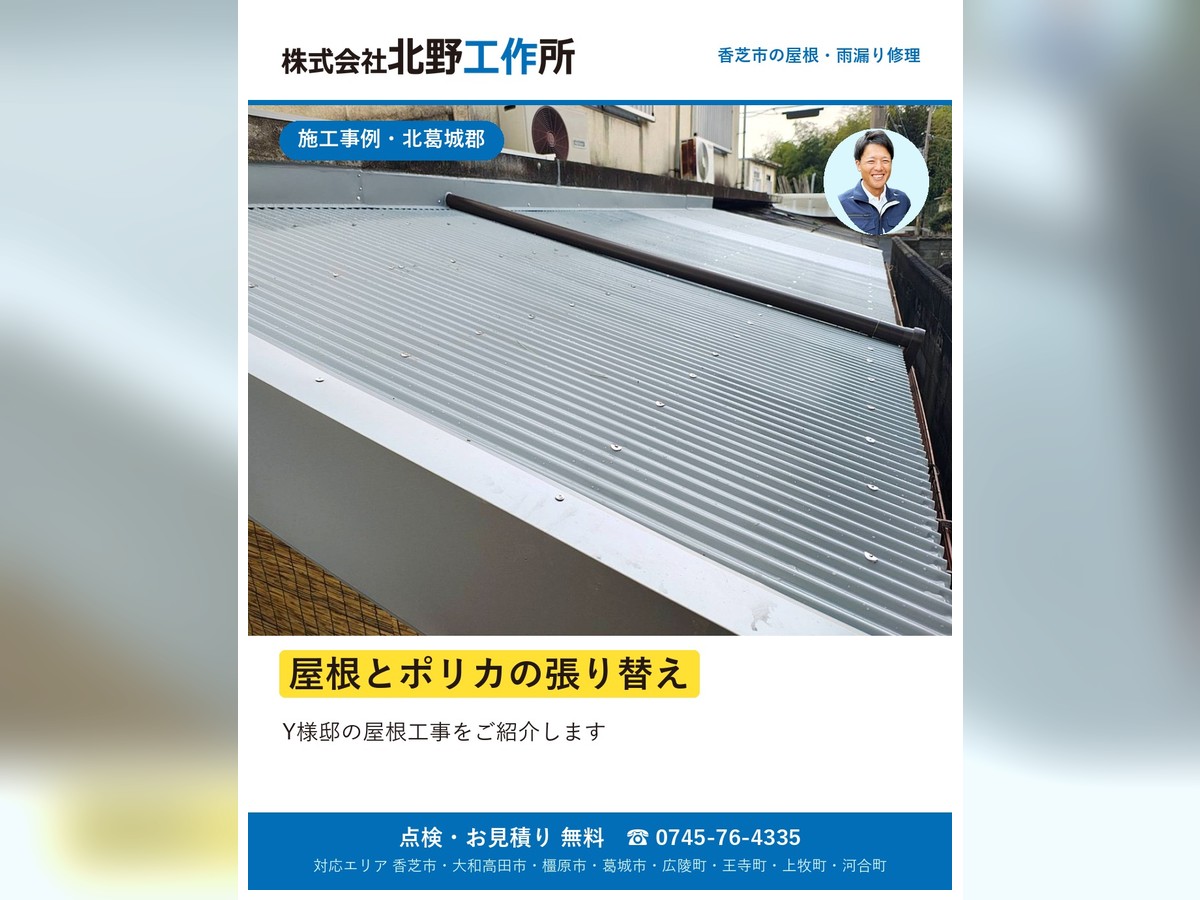 株式会社北野工作所
香芝市の屋根・雨漏り修理
施工事例・北葛城郡
屋根とポリカの張り替え
Y様邸の屋根工事をご紹介します
点検・お見積り 無料 ☎ 0745-76-4335
対応エリア 香芝市・大和高田市・橿原市・葛城市・広陵町・王寺町・上牧町・河合町